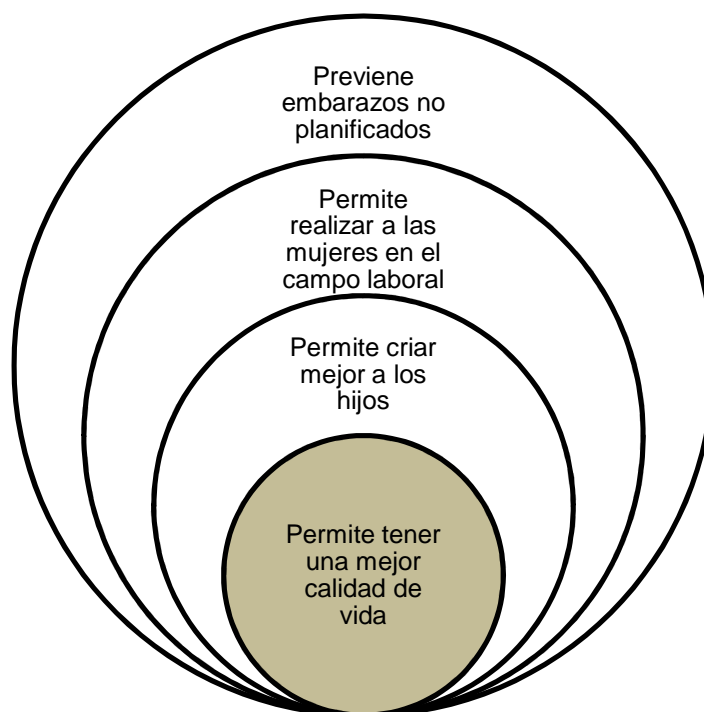 Previene
embarazos no
planificados
Permite
realizar a las
mujeres en el
campo laboral
Permite criar
mejor a los
hijos
Permite tener
una mejor
calidad de
vida